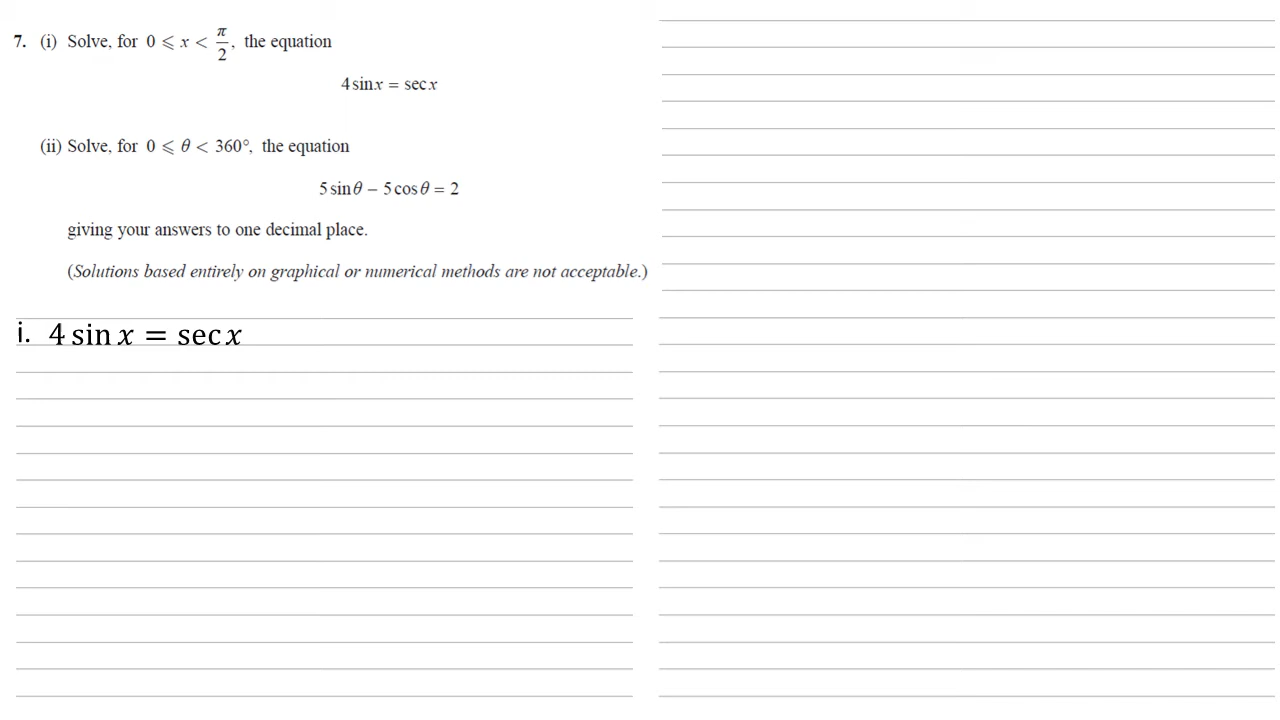 7. (i) Solve, for 0 ⩽ x < π/2, the equation
4 sin x = sec x
(ii) Solve, for 0 ⩽ θ < 360°, the equation
5 sin θ − 5 cos θ = 2
giving your answers to one decimal place.
(Solutions based entirely on graphical or numerical methods are not acceptable.)
i. 4 sin x = sec x